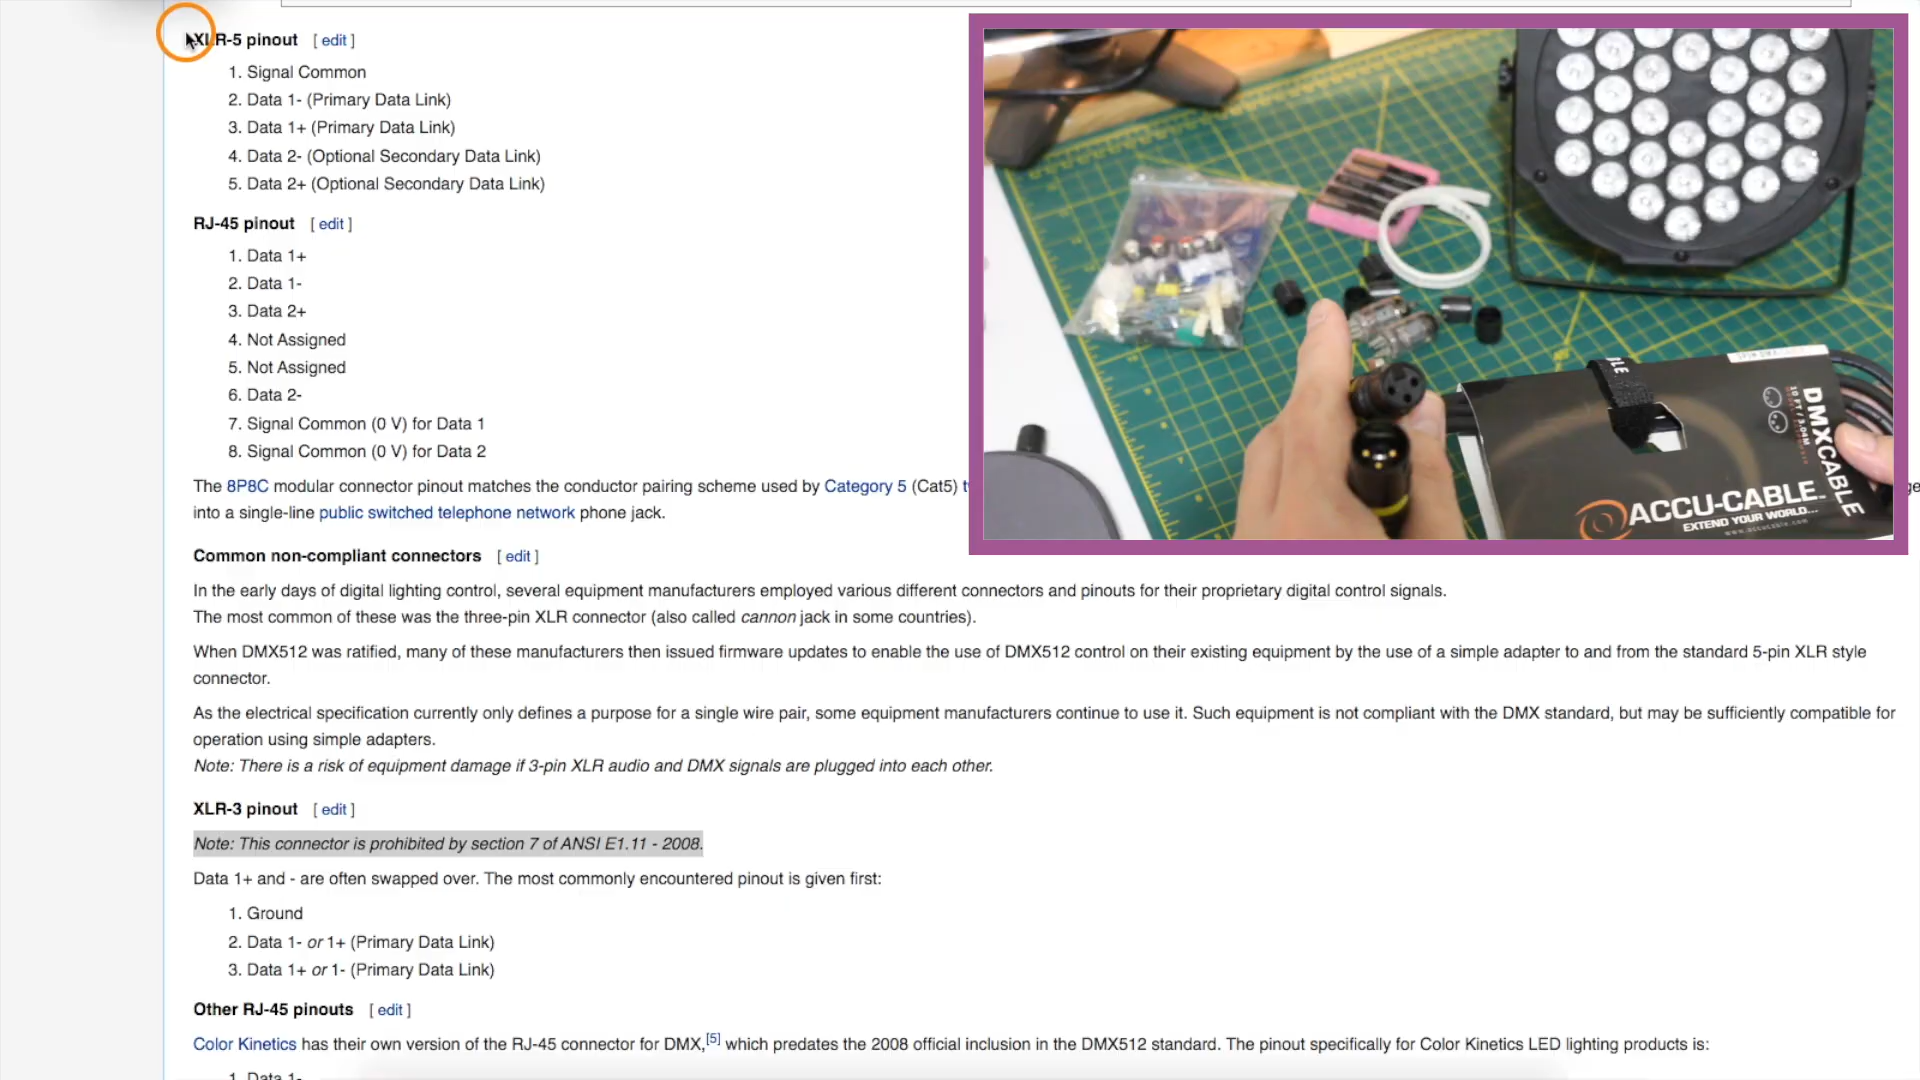 XLR-5 pinout [ edit ]
1. Signal Common
2. Data 1- (Primary Data Link)
3. Data 1+ (Primary Data Link)
4. Data 2- (Optional Secondary Data Link)
5. Data 2+ (Optional Secondary Data Link)
RJ-45 pinout [ edit ]
1. Data 1+
2. Data 1-
3. Data 2+
4. Not Assigned
5. Not Assigned
6. Data 2-
7. Signal Common (0 V) for Data 1
8. Signal Common (0 V) for Data 2
The 8P8C modular connector pinout matches the conductor pairing scheme used by Category 5 (Cat5)
into a single-line public switched telephone network phone jack.
Common non-compliant connectors [ edit ]
In the early days of digital lighting control, several equipment manufacturers employed various different connectors and pinouts for their proprietary digital control signals.
The most common of these was the three-pin XLR connector (also called cannon jack in some countries).
When DMX512 was ratified, many of these manufacturers then issued firmware updates to enable the use of DMX512 control on their existing equipment by the use of a simple adapter to and from the standard 5-pin XLR style
connector.
As the electrical specification currently only defines a purpose for a single wire pair, some equipment manufacturers continue to use it. Such equipment is not compliant with the DMX standard, but may be sufficiently compatible for
operation using simple adapters.
Note: There is a risk of equipment damage if 3-pin XLR audio and DMX signals are plugged into each other.
XLR-3 pinout [ edit ]
Note: This connector is prohibited by section 7 of ANSI E1.11 - 2008.
Data 1+ and - are often swapped over. The most commonly encountered pinout is given first:
1. Ground
2. Data 1- or 1+ (Primary Data Link)
3. Data 1+ or 1- (Primary Data Link)
Other RJ-45 pinouts [ edit ]
Color Kinetics has their own version of the RJ-45 connector for DMX,[5] which predates the 2008 official inclusion in the DMX512 standard. The pinout specifically for Color Kinetics LED lighting products is:
1. Data 1-
DMXCABLE
10 FT / 3.04M
ACCU-CABLE
EXTEND YOUR WORLD...